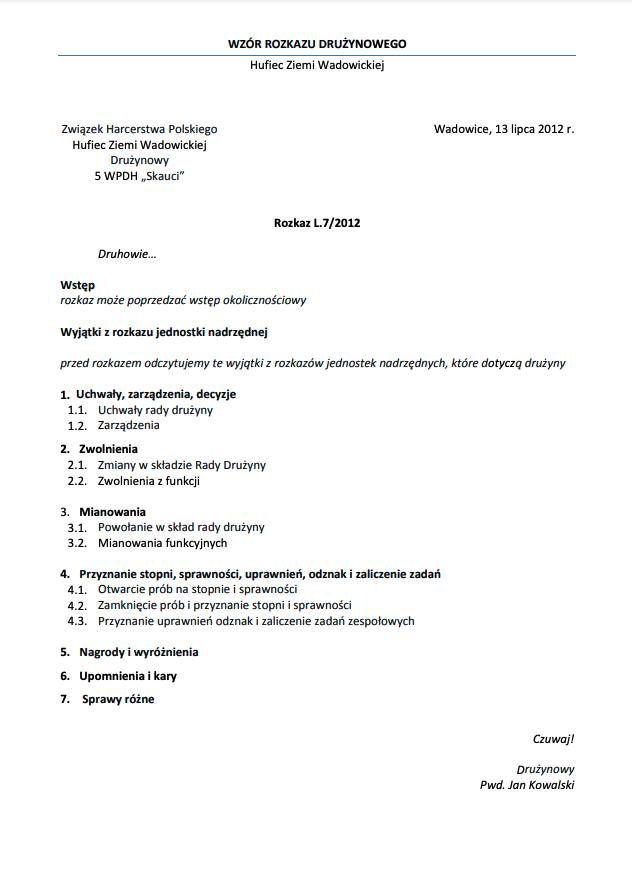 WZÓR ROZKAZU DRUŻYNOWEGO
Hufiec Ziemi Wadowickiej
Związek Harcerstwa Polskiego
Wadowice, 13 lipca 2012 r.
Hufiec Ziemi Wadowickiej
Drużynowy
5 WPDH „Skauci”
Rozkaz L.7/2012
Druhowie…
Wstęp
rozkaz może poprzedzać wstęp okolicznościowy
Wyjątki z rozkazu jednostki nadrzędnej
przed rozkazem odczytujemy te wyjątki z rozkazów jednostek nadrzędnych, które dotyczą drużyny
1. Uchwały, zarządzenia, decyzje
1.1. Uchwały rady drużyny
1.2. Zarządzenia
2. Zwolnienia
2.1. Zmiany w składzie Rady Drużyny
2.2. Zwolnienia z funkcji
3. Mianowania
3.1. Powołanie w skład rady drużyny
3.2. Mianowania funkcyjnych
4. Przyznanie stopni, sprawności, uprawnień, odznak i zaliczenie zadań
4.1. Otwarcie prób na stopnie i sprawności
4.2. Zamknięcie prób i przyznanie stopni i sprawności
4.3. Przyznanie uprawnień odznak i zaliczenie zadań zespołowych
5. Nagrody i wyróżnienia
6. Upomnienia i kary
7. Sprawy różne
Czuwaj!
Drużynowy
Pwd. Jan Kowalski